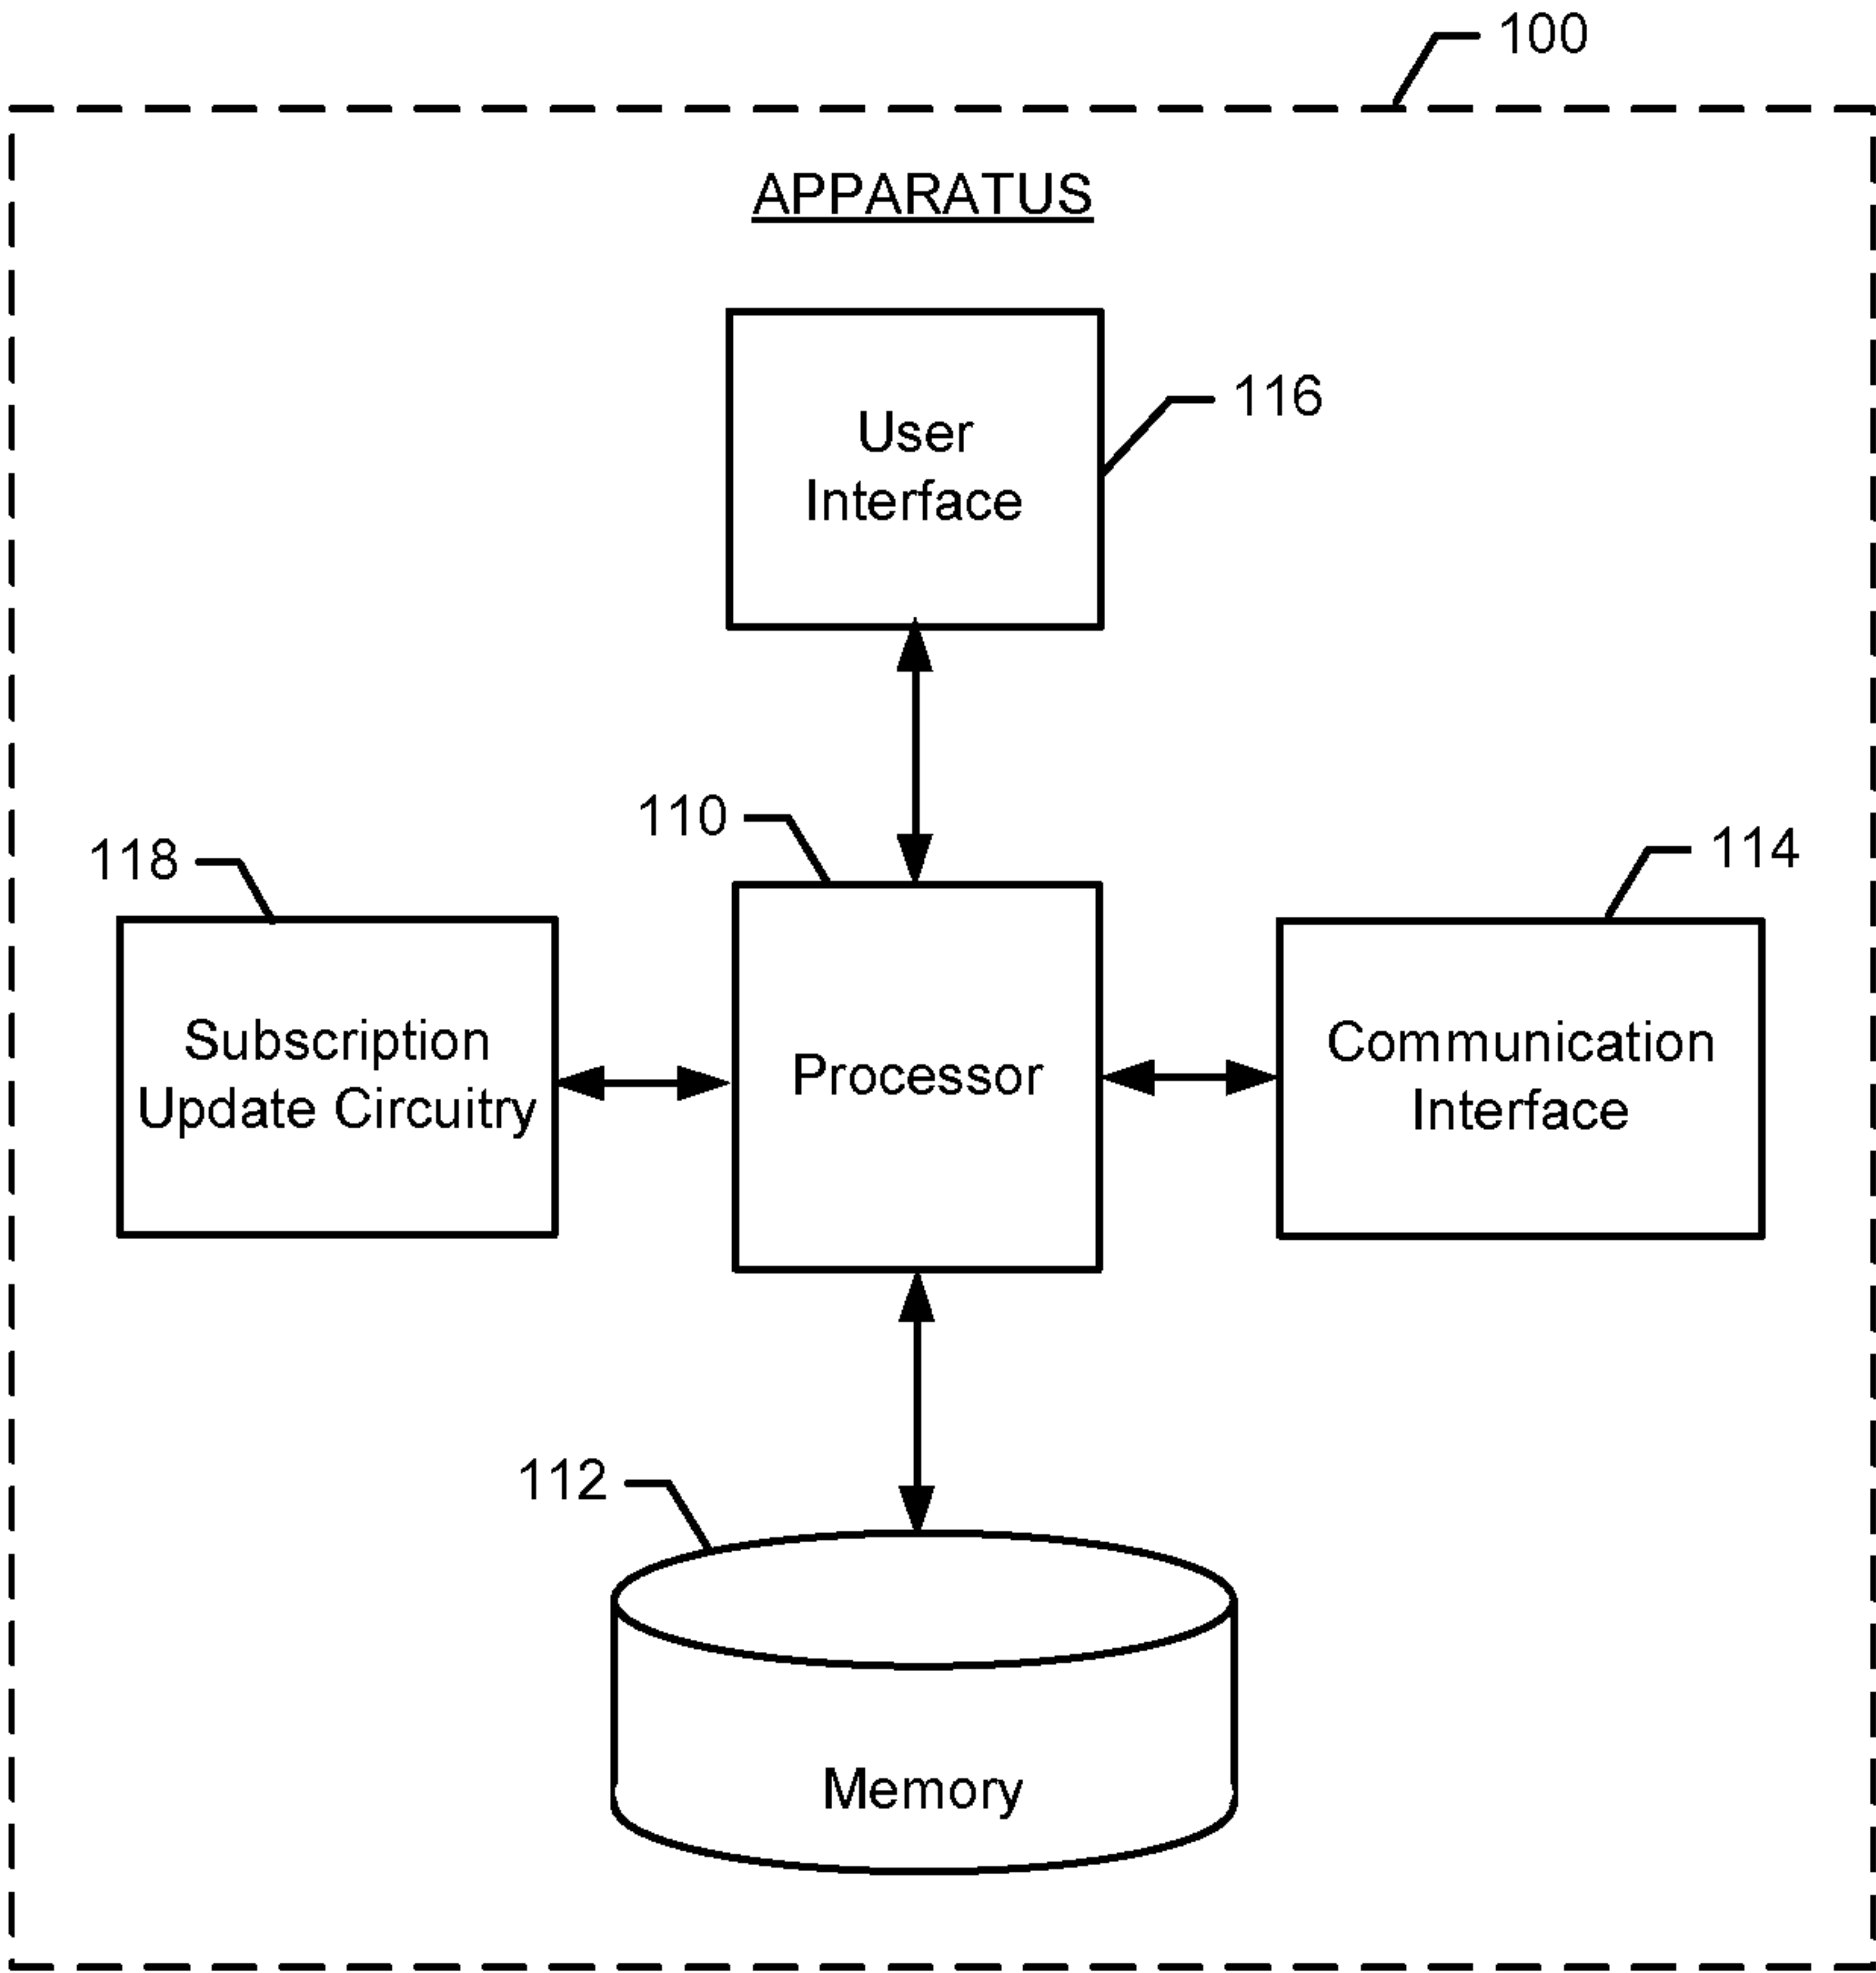 100
APPARATUS
116
User
Interface
110
118
114
Subscription
Update Circuitry
Processor
Communication
Interface
112
Memory